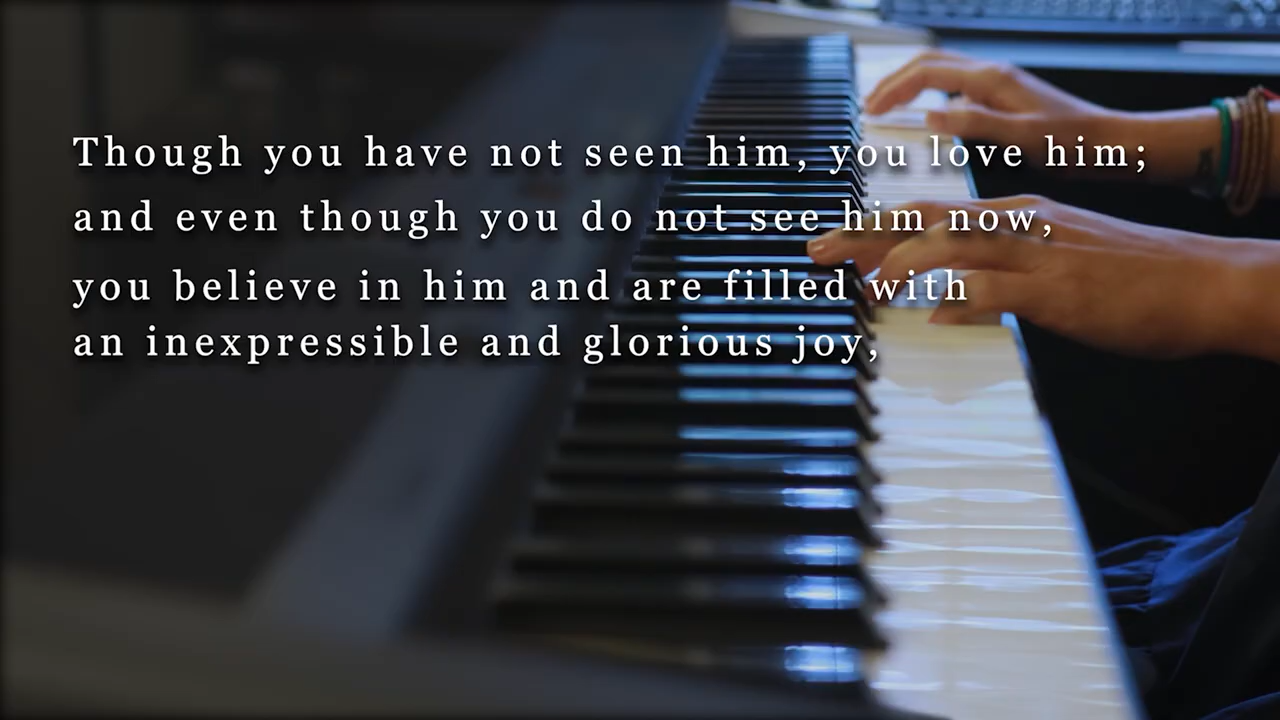 Though you have not seen him, you love him;
and even though you do not see him now,
you believe in him and are filled with
an inexpressible and glorious joy,